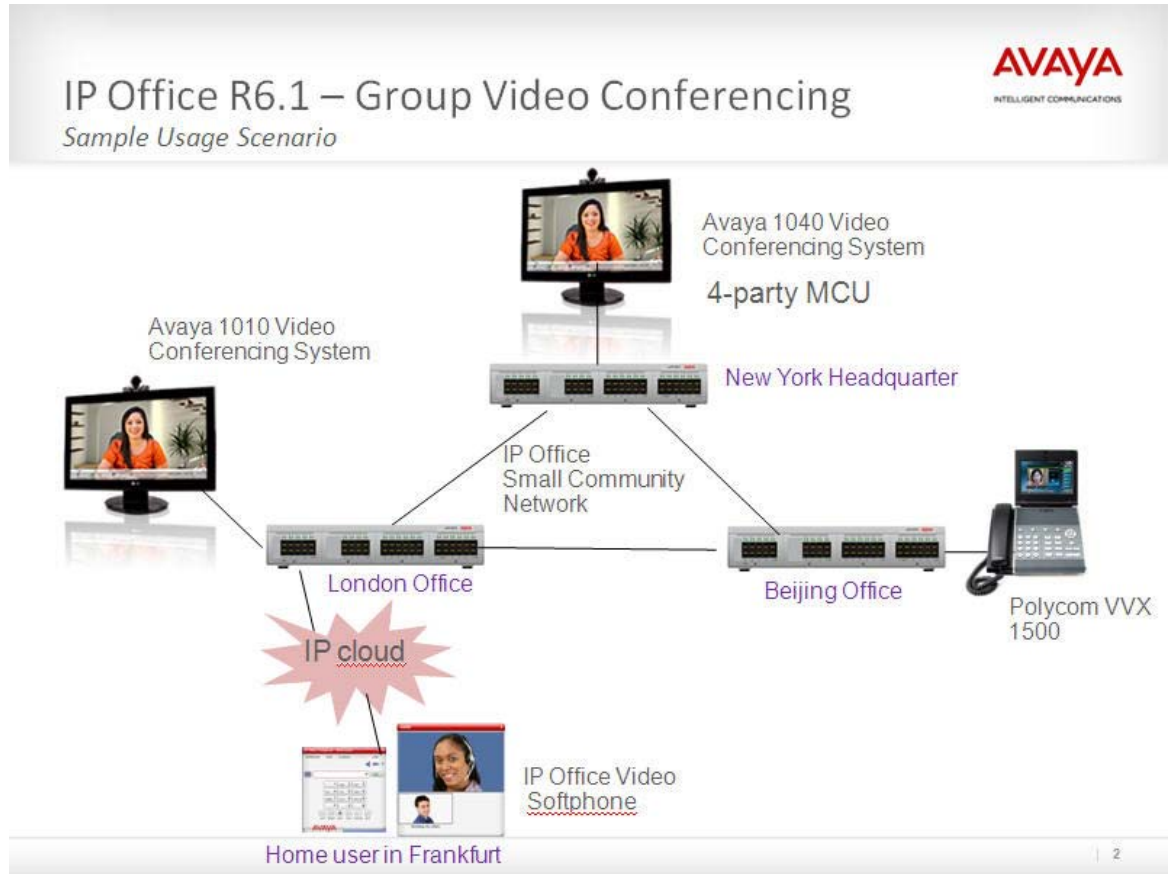 AVAYA
INTELLIGENT COMMUNICATIONS
IP Office R6.1 – Group Video Conferencing
Sample Usage Scenario
Avaya 1040 Video
Conferencing System
4-party MCU
Avaya 1010 Video
Conferencing System
New York Headquarter
IP Office
Small Community
Network
London Office
Beijing Office
Polycom VVX
1500
IP cloud
IP Office Video
Softphone
AVAYA
Home user in Frankfurt
2